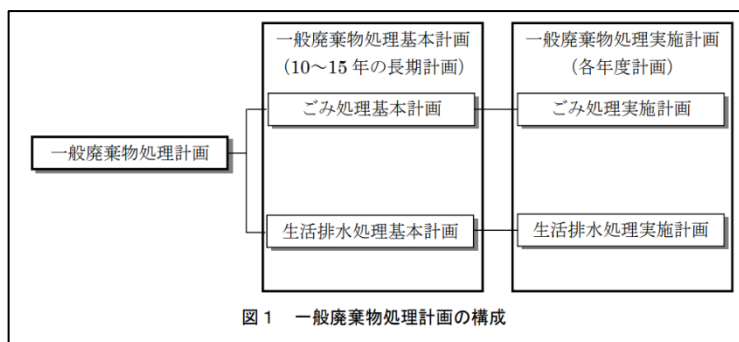 一般廃棄物処理基本計画
（10～15年の長期計画）
一般廃棄物処理実施計画
（各年度計画）
ごみ処理基本計画
ごみ処理実施計画
一般廃棄物処理計画
生活排水処理基本計画
生活排水処理実施計画
図１　一般廃棄物処理計画の構成